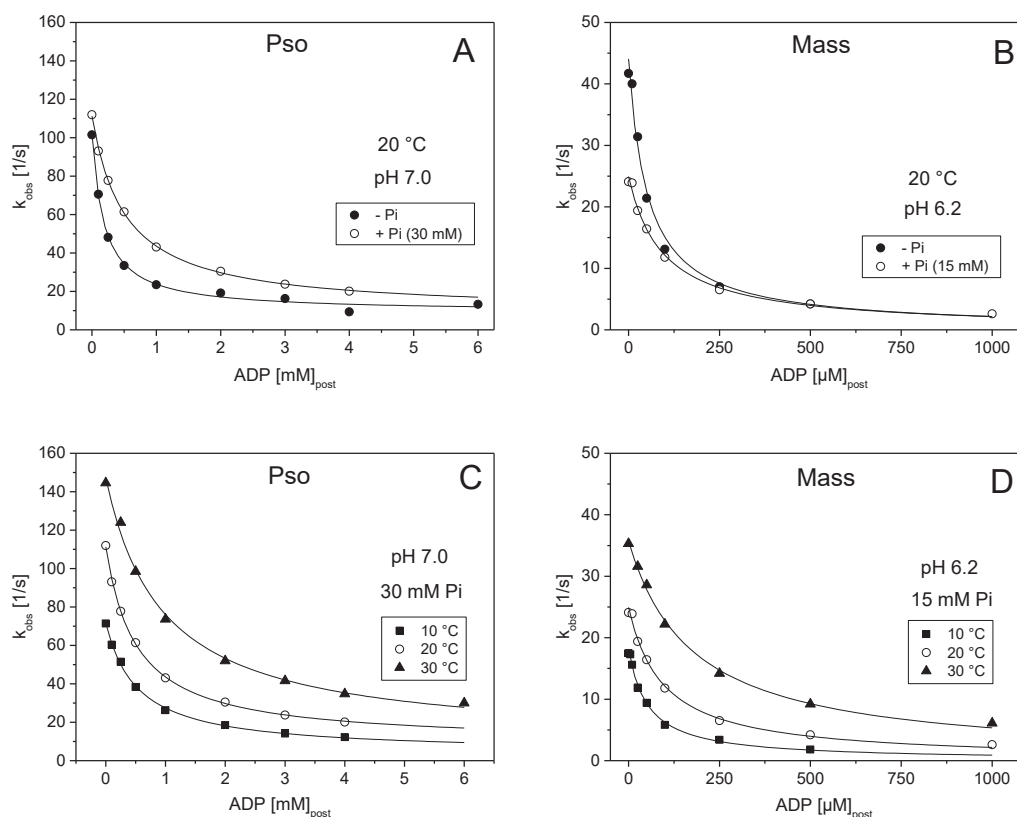 Pso
A
20 °C
pH 7.0
- Pi
+ Pi (30 mM)
k_obs [1/s]
160
140
120
100
80
60
40
20
0
0 1 2 3 4 5 6
ADP [mM]_post
Mass
B
20 °C
pH 6.2
- Pi
+ Pi (15 mM)
k_obs [1/s]
50
40
30
20
10
0
0 250 500 750 1000
ADP [µM]_post
Pso
C
pH 7.0
30 mM Pi
10 °C
20 °C
30 °C
k_obs [1/s]
160
140
120
100
80
60
40
20
0
0 1 2 3 4 5 6
ADP [mM]_post
Mass
D
pH 6.2
15 mM Pi
10 °C
20 °C
30 °C
k_obs [1/s]
50
40
30
20
10
0
0 250 500 750 1000
ADP [µM]_post